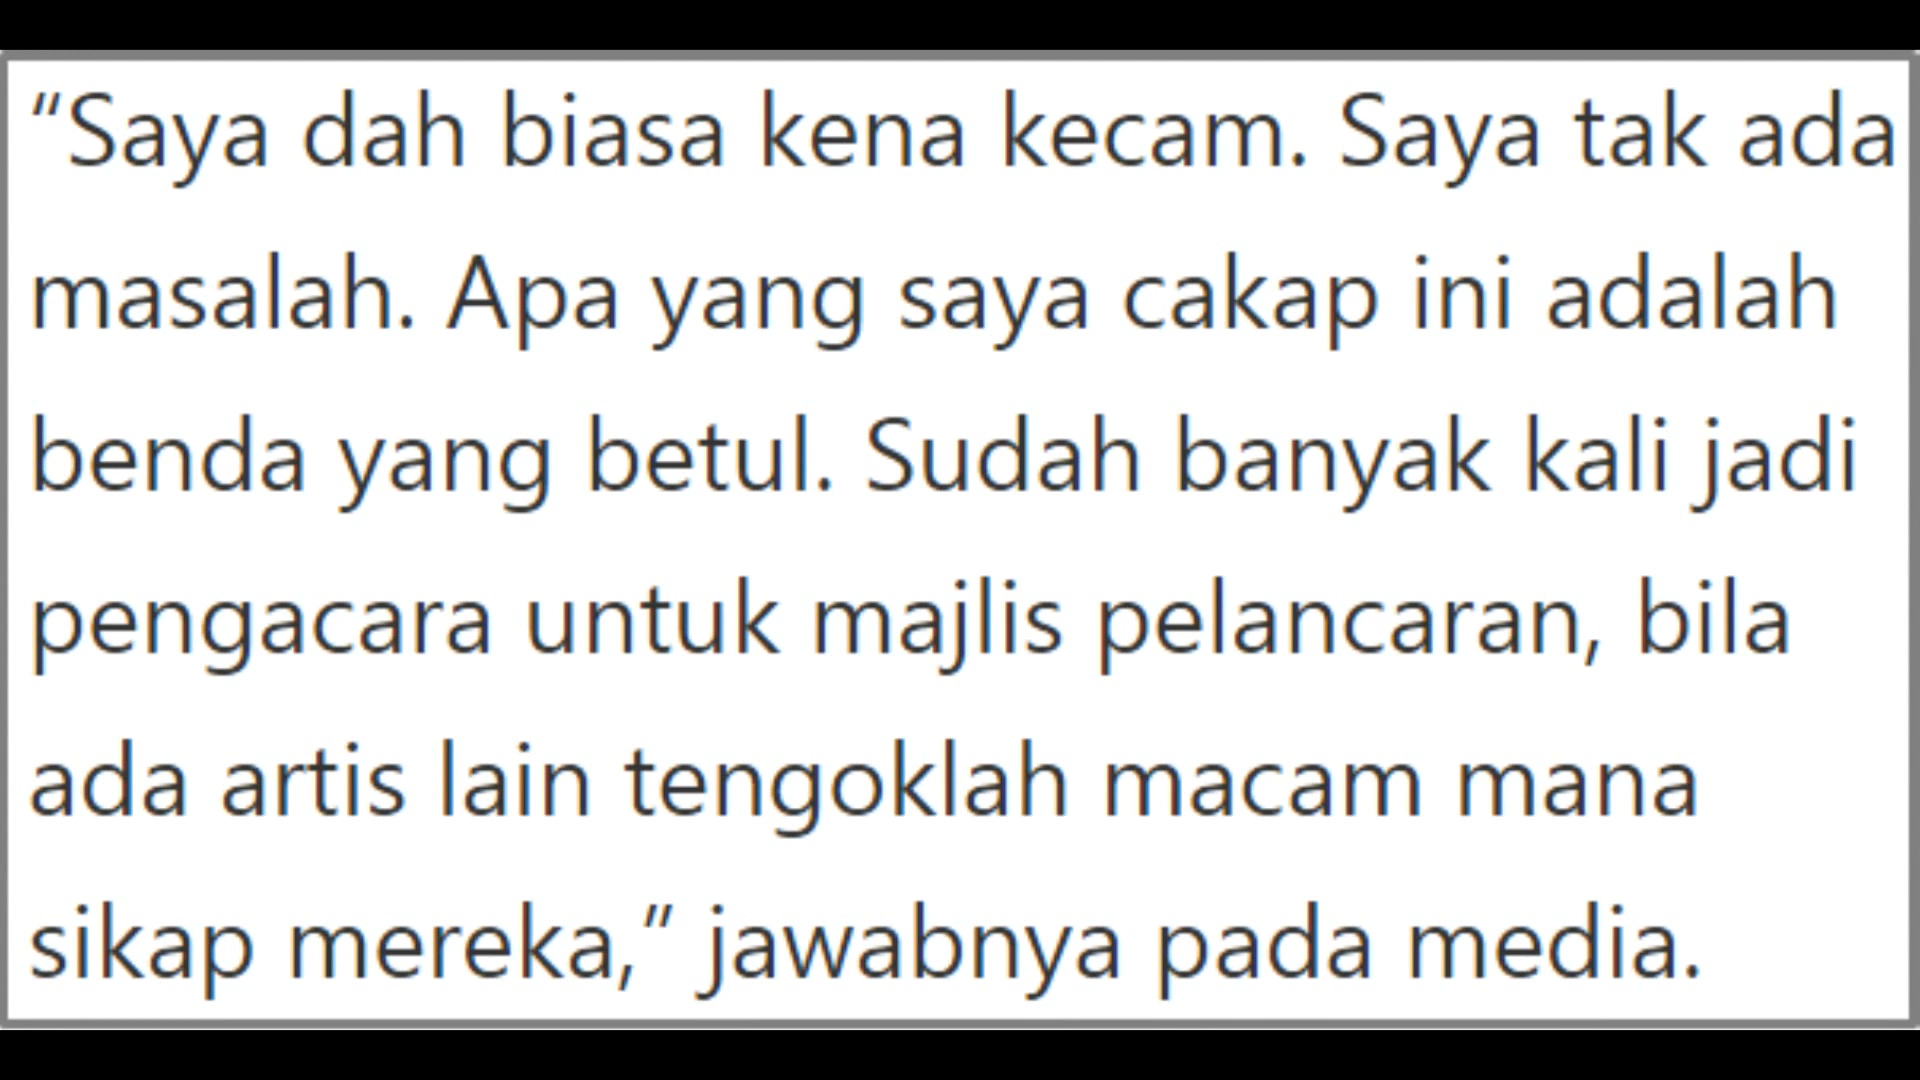 “Saya dah biasa kena kecam. Saya tak ada
masalah. Apa yang saya cakap ini adalah
benda yang betul. Sudah banyak kali jadi
pengacara untuk majlis pelancaran, bila
ada artis lain tengoklah macam mana
sikap mereka,” jawabnya pada media.